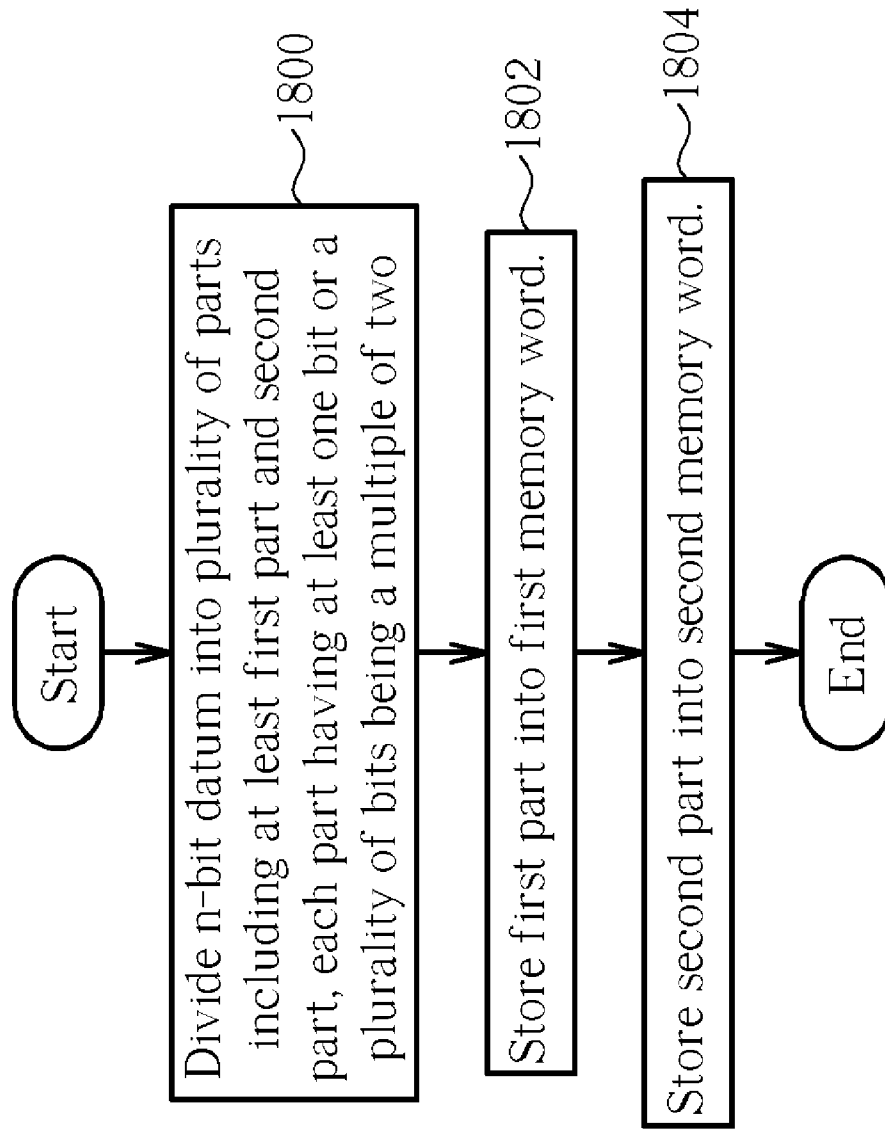 Start
Divide n-bit datum into plurality of parts
including at least first part and second
part, each part having at least one bit or a
plurality of bits being a multiple of two
1800
Store first part into first memory word.
1802
Store second part into second memory word.
1804
End